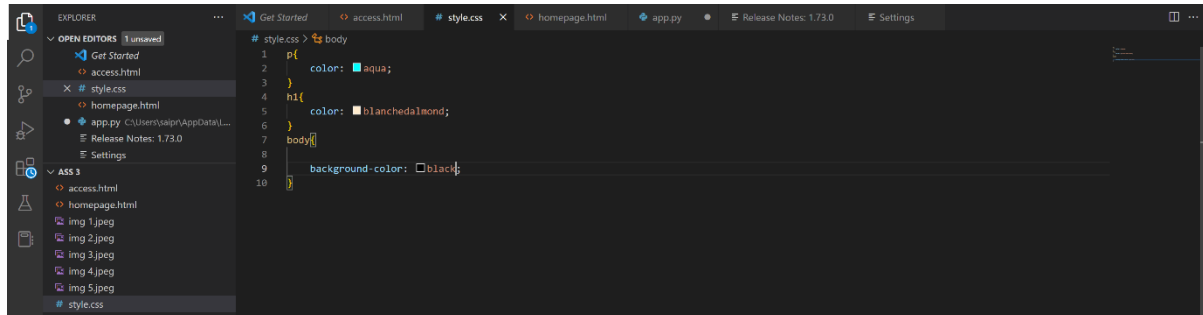 EXPLORER ...
OPEN EDITORS 1 unsaved
Get Started
access.html
# style.css
homepage.html
app.py C:\Users\saipr\AppData\L...
Release Notes: 1.73.0
Settings
ASS 3
access.html
homepage.html
img 1.jpeg
img 2.jpeg
img 3.jpeg
img 4.jpeg
img 5.jpeg
# style.css
Get Started access.html # style.css homepage.html app.py Release Notes: 1.73.0 Settings ...
# style.css > body
1 p{
2 color: aqua;
3 }
4 h1{
5 color: blanchedalmond;
6 }
7 body{
8
9 background-color: black;
10 }